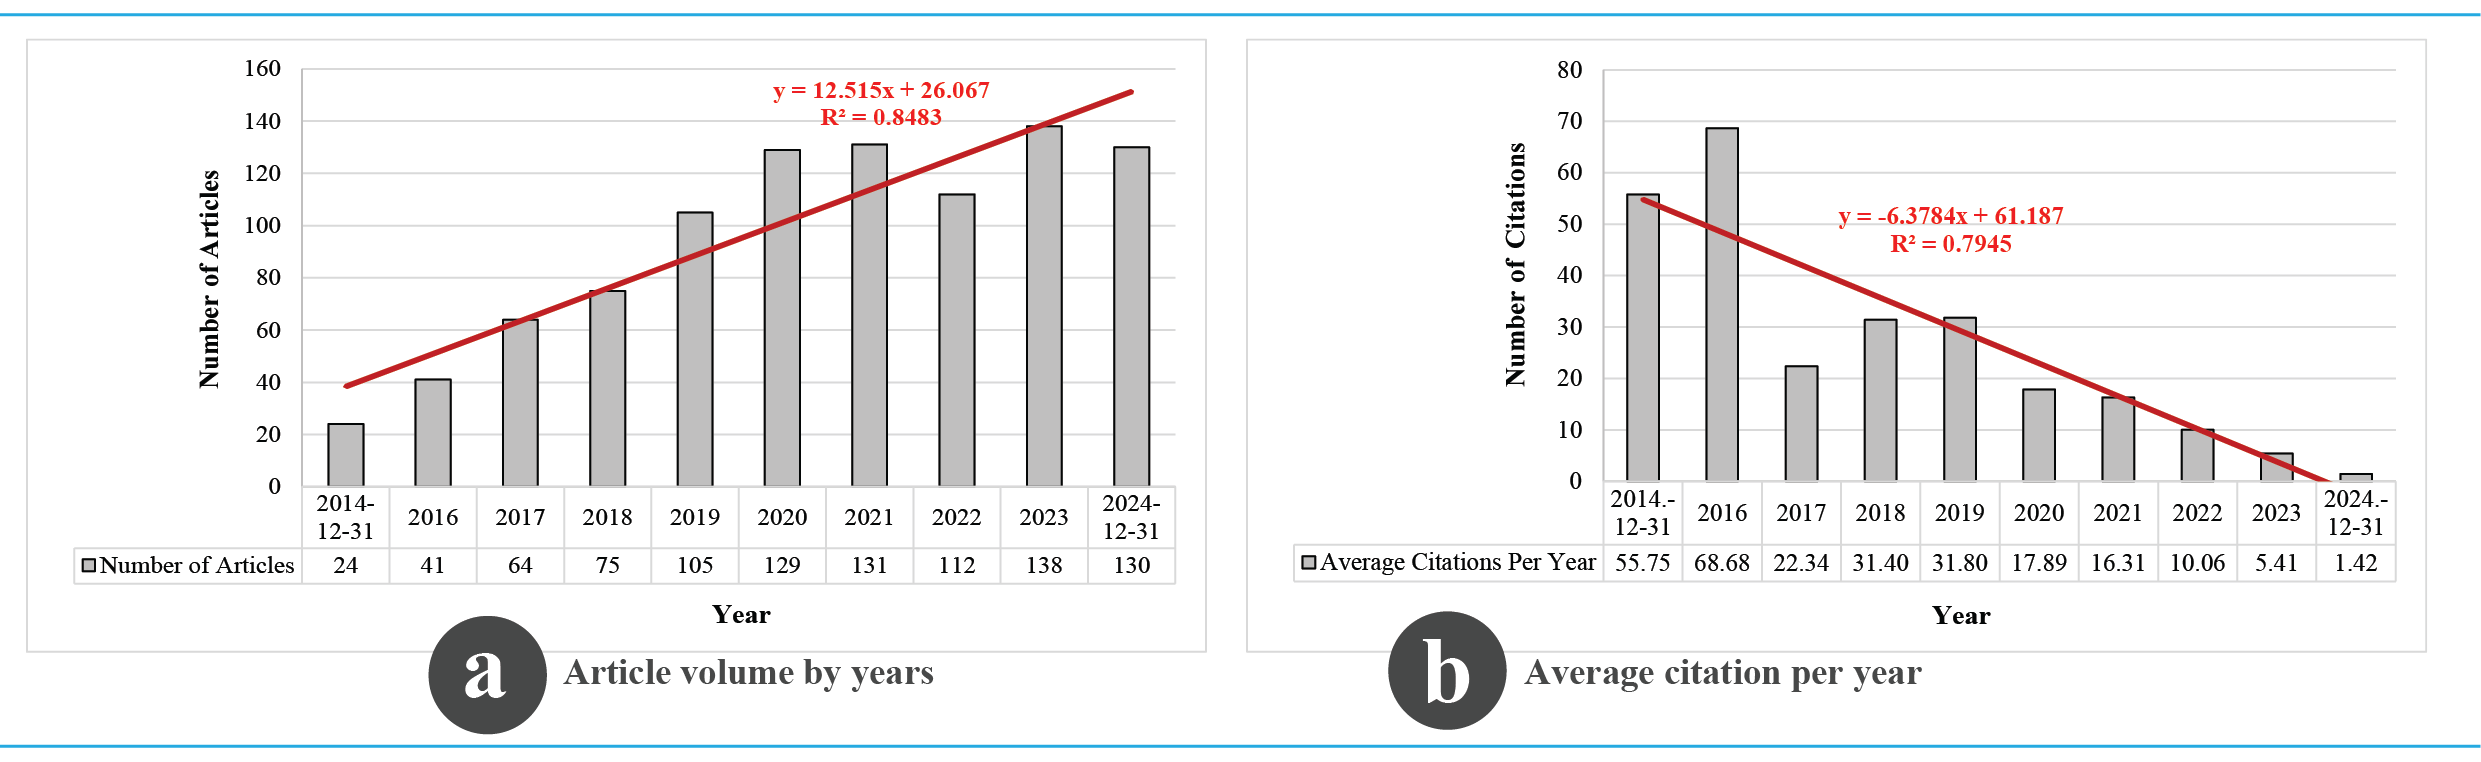 160
140
120
100
80
60
40
20
0
Number of Articles
y = 12.515x + 26.067
R² = 0.8483
2014-12-31 2016 2017 2018 2019 2020 2021 2022 2023 2024-12-31
Number of Articles 24 41 64 75 105 129 131 112 138 130
Year
a Article volume by years
80
70
60
50
40
30
20
10
0
Number of Citations
y = -6.3784x + 61.187
R² = 0.7945
2014.-12-31 2016 2017 2018 2019 2020 2021 2022 2023 2024.-12-31
Average Citations Per Year 55.75 68.68 22.34 31.40 31.80 17.89 16.31 10.06 5.41 1.42
Year
b Average citation per year